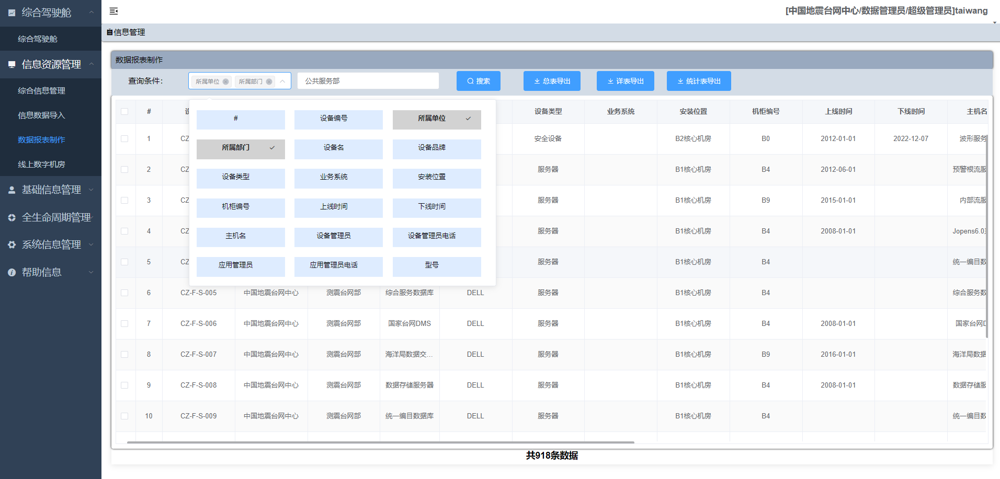 综合驾驶舱
综合驾驶舱
信息资源管理
综合信息管理
信息数据导入
数据报表制作
线上数字机房
基础信息管理
全生命周期管理
系统信息管理
帮助信息
[中国地震台网中心/数据管理员/超级管理员]taiwang
信息管理
数据报表制作
查询条件: 所属单位 所属部门 公共服务部 搜索 总表导出 详表导出 统计表导出
# 设备类型 业务系统 安装位置 机柜编号 上线时间 下线时间 主机名
# 设备编号 所属单位
所属部门 设备名 设备品牌
设备类型 业务系统 安装位置
机柜编号 上线时间 下线时间
主机名 设备管理员 设备管理员电话
应用管理员 应用管理员电话 型号
1 CZ 安全设备 B2核心机房 B0 2012-01-01 2022-12-07 波形服务
2 CZ 服务器 B1核心机房 B4 2012-06-01 预警根流服
3 CZ 服务器 B1核心机房 B9 2015-01-01 内部流服
4 CZ 服务器 B1核心机房 B4 2008-01-01 Jopens6.0
5 CZ 服务器 B1核心机房 B4 统一编目数
6 CZ-F-S-005 中国地震台网中心 测震台网部 综合服务数据库 DELL 服务器 B1核心机房 B4 综合服务数
7 CZ-F-S-006 中国地震台网中心 测震台网部 国家台网DMS DELL 服务器 B1核心机房 B4 2008-01-01 国家台网D
8 CZ-F-S-007 中国地震台网中心 测震台网部 海洋局数据交... DELL 服务器 B1核心机房 B9 2016-01-01 海洋局数据
9 CZ-F-S-008 中国地震台网中心 测震台网部 数据存储服务器 DELL 服务器 B1核心机房 B4 2008-01-01 数据存储服
10 CZ-F-S-009 中国地震台网中心 测震台网部 统一编目数据库 DELL 服务器 B1核心机房 B4 统一编目数
共918条数据